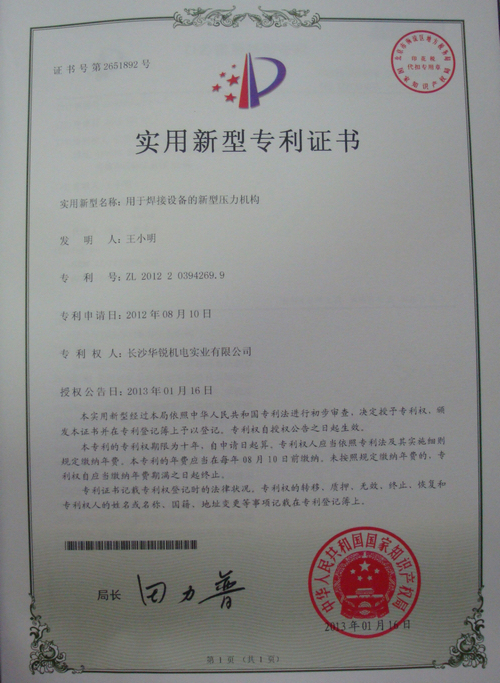 证书号第2651892号
印花税
代扣专用章
国家知识产权局
实用新型专利证书
实用新型名称：用于焊接设备的新型压力机构
发明人：王小明
专利号：ZL 2012 2 0394269.9
专利申请日：2012年08月10日
专利权人：长沙华锐机电实业有限公司
授权公告日：2013年01月16日
本实用新型经过本局依照中华人民共和国专利法进行初步审查，决定授予专利权，颁
发本证书并在专利登记簿上予以登记。专利权自授权公告之日起生效。
本专利的专利权期限为十年，自申请日起算。专利权人应当依照专利法及其实施细则
规定缴纳年费。本专利的年费应当在每年08月10日前缴纳。未按照规定缴纳年费的，专
利权自应当缴纳年费期满之日起终止。
专利证书记载专利权登记时的法律状况。专利权的转移、质押、无效、终止、恢复和
专利权人的姓名或名称、国籍、地址变更等事项记载在专利登记簿上。
局长 田力普
中华人民共和国国家知识产权局
2013年01月16日
第1页（共1页）